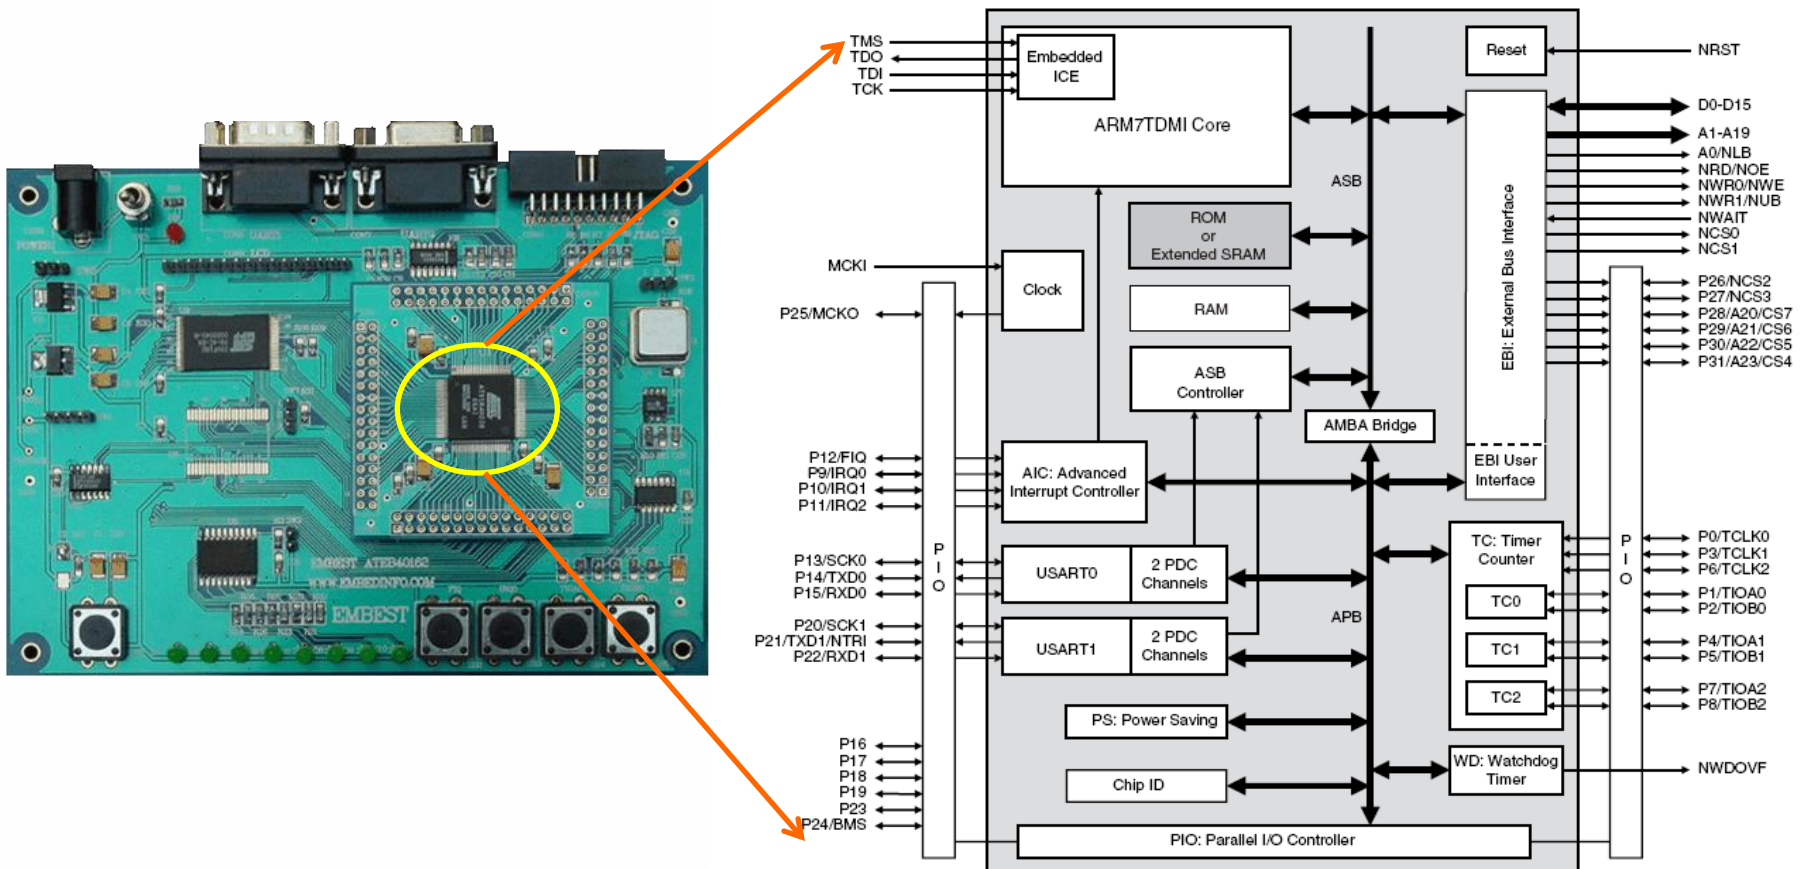 TMS
TDO
TDI
TCK
Embedded
ICE
ARM7TDMI Core
ASB
Reset
NRST
D0-D15
A1-A19
A0/NLB
NRD/NOE
NWR0/NWE
NWR1/NUB
NWAIT
NCS0
NCS1
EBI: External Bus Interface
ROM
or
Extended SRAM
MCKI
Clock
P25/MCKO
RAM
P26/NCS2
P27/NCS3
P28/A20/CS7
P29/A21/CS6
P30/A22/CS5
P31/A23/CS4
ASB
Controller
AMBA Bridge
EBI User
Interface
P12/FIQ
P9/IRQ0
P10/IRQ1
P11/IRQ2
AIC: Advanced
Interrupt Controller
P
I
O
P13/SCK0
P14/TXD0
P15/RXD0
USART0
2 PDC
Channels
P20/SCK1
P21/TXD1/NTRI
P22/RXD1
USART1
2 PDC
Channels
APB
TC: Timer
Counter
TC0
TC1
TC2
P
I
O
P0/TCLK0
P3/TCLK1
P6/TCLK2
P1/TIOA0
P2/TIOB0
P4/TIOA1
P5/TIOB1
P7/TIOA2
P8/TIOB2
PS: Power Saving
Chip ID
WD: Watchdog
Timer
NWDOVF
P16
P17
P18
P19
P23
P24/BMS
PIO: Parallel I/O Controller
EMBEST ATEB40162
WWW.EMBEDINFO.COM
EMBEST